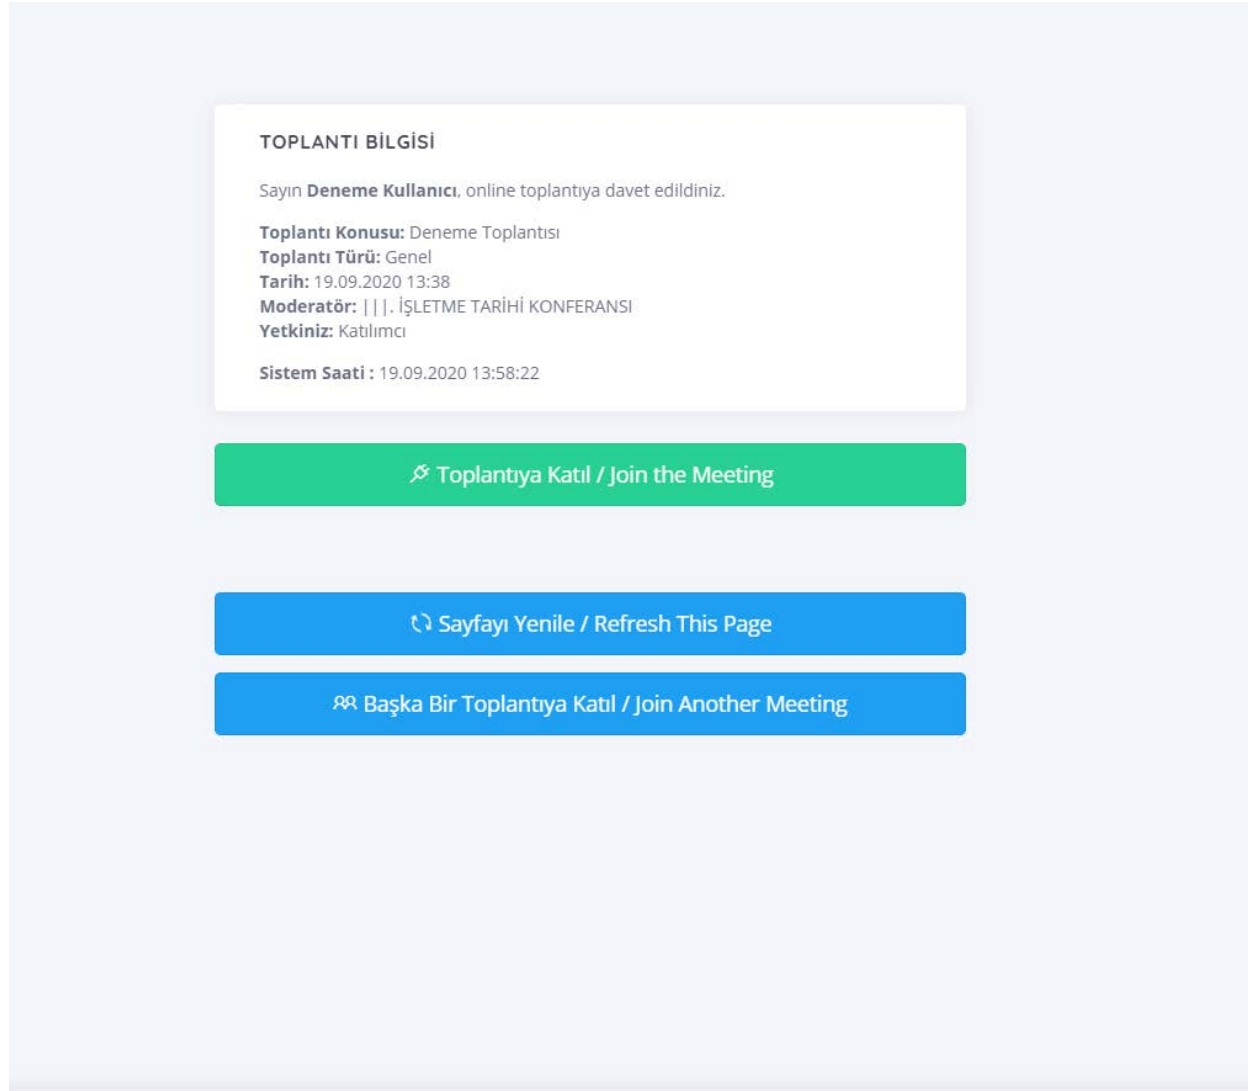 TOPLANTI BİLGİSİ
Sayın Deneme Kullanıcı, online toplantıya davet edildiniz.
Toplantı Konusu: Deneme Toplantısı
Toplantı Türü: Genel
Tarih: 19.09.2020 13:38
Moderatör: |||. İŞLETME TARİHİ KONFERANSI
Yetkiniz: Katılımcı
Sistem Saati : 19.09.2020 13:58:22
Toplantıya Katıl / Join the Meeting
Sayfayı Yenile / Refresh This Page
Başka Bir Toplantıya Katıl / Join Another Meeting